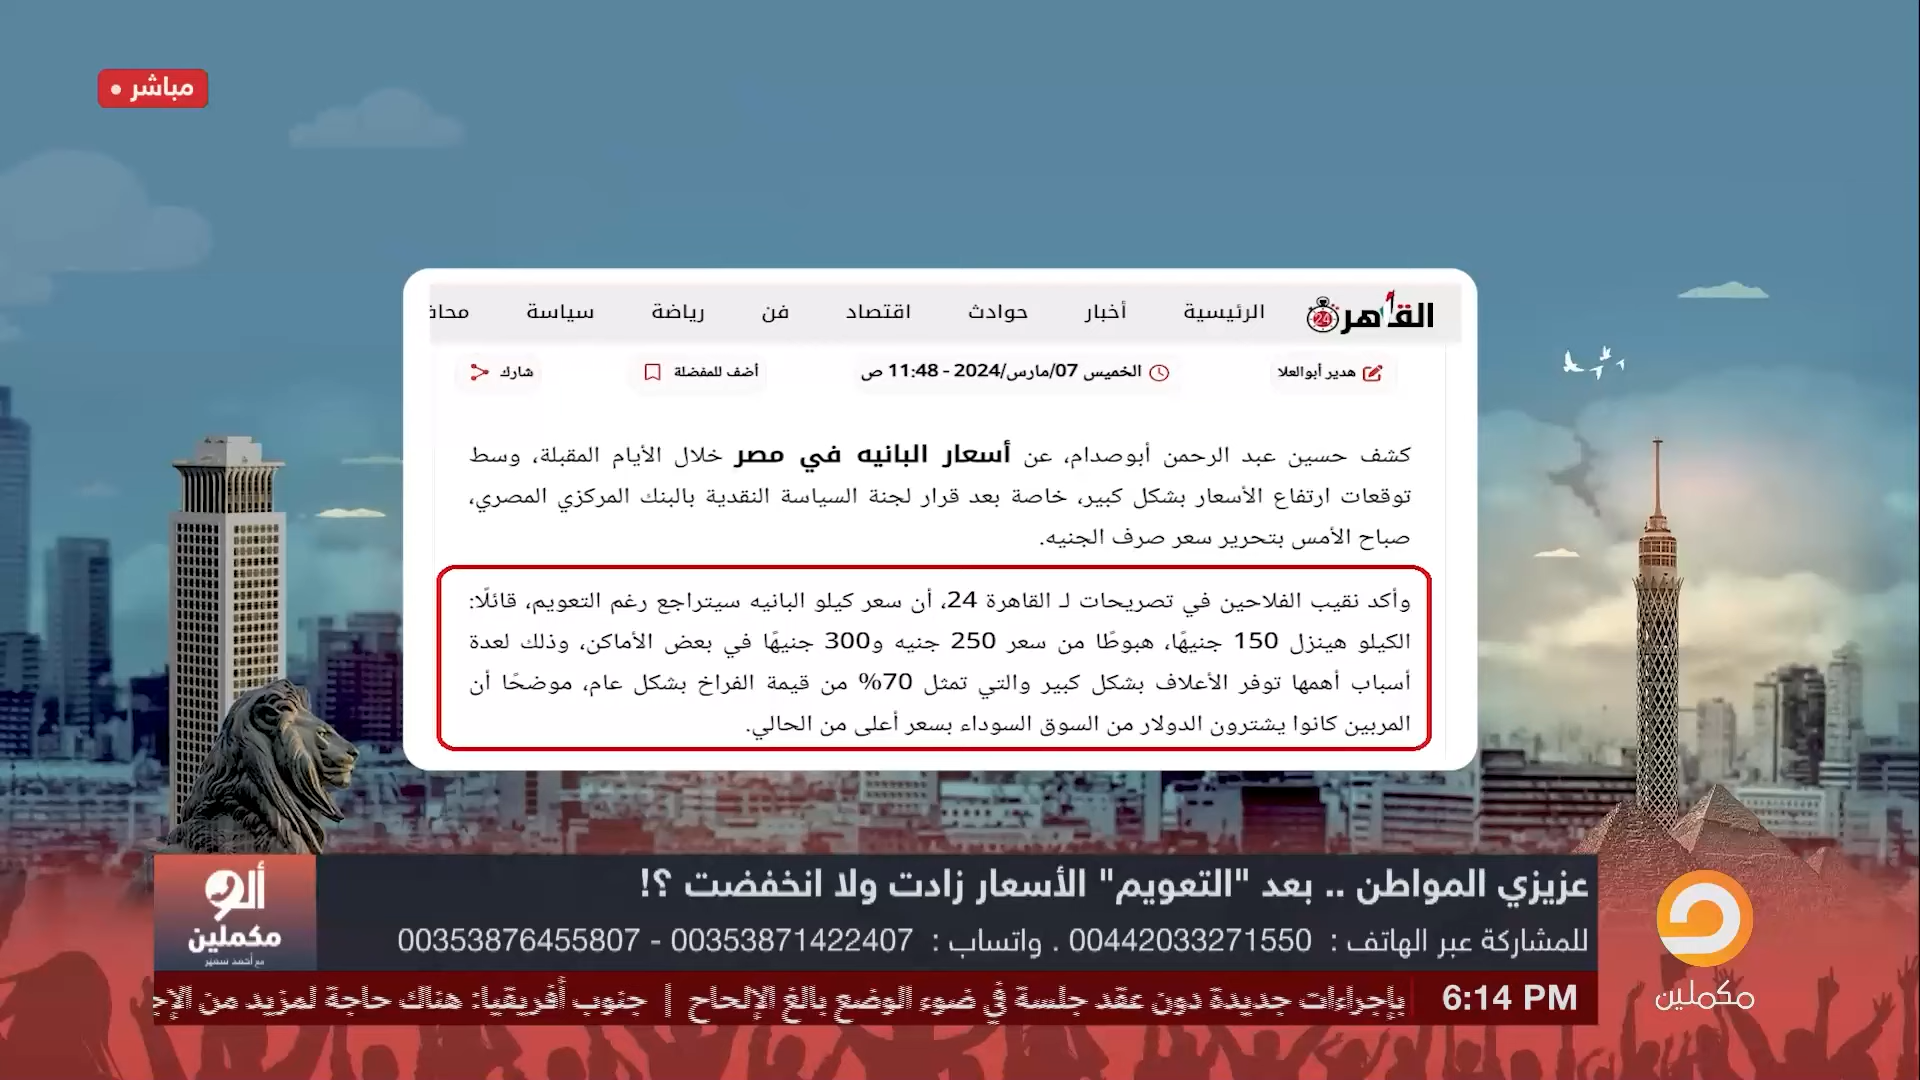 مباشر
القاهرة 24 الرئيسية أخبار حوادث اقتصاد فن رياضة سياسة محاف
هدير أبوالعلا الخميس 07/مارس/2024 - 11:48 ص أضف للمفضلة شارك
كشف حسين عبد الرحمن أبوصدام، عن أسعار البانيه في مصر خلال الأيام المقبلة، وسط
توقعات ارتفاع الأسعار بشكل كبير، خاصة بعد قرار لجنة السياسة النقدية بالبنك المركزي المصري،
صباح الأمس بتحرير سعر صرف الجنيه.
وأكد نقيب الفلاحين في تصريحات لـ القاهرة 24، أن سعر كيلو البانيه سيتراجع رغم التعويم، قائلًا:
الكيلو هينزل 150 جنيهًا، هبوطًا من سعر 250 جنيه و300 جنيهًا في بعض الأماكن، وذلك لعدة
أسباب أهمها توفر الأعلاف بشكل كبير والتي تمثل 70% من قيمة الفراخ بشكل عام، موضحًا أن
المربين كانوا يشترون الدولار من السوق السوداء بسعر أعلى من الحالي.
عزيزي المواطن .. بعد "التعويم" الأسعار زادت ولا انخفضت ؟!
للمشاركة عبر الهاتف : 00442033271550 . واتساب : 00353871422407 - 00353876455807
ألو
مكملين
مع أحمد سمير
6:14 PM بإجراءات جديدة دون عقد جلسة في ضوء الوضع بالغ الإلحاح | جنوب أفريقيا: هناك حاجة لمزيد من الإج
مكملين